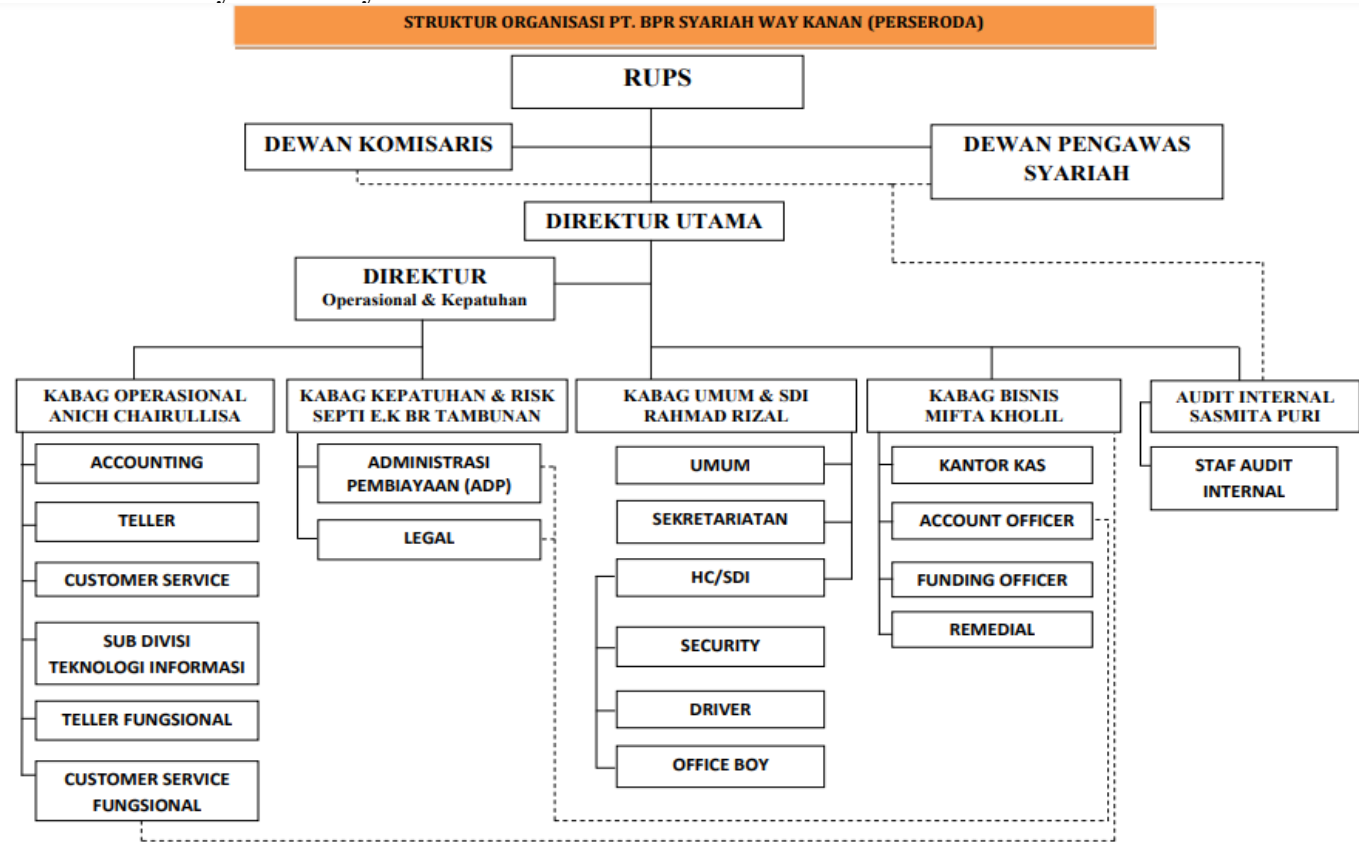 STRUKTUR ORGANISASI PT. BPR SYARIAH WAY KANAN (PERSERODA)
RUPS
DEWAN KOMISARIS
DEWAN PENGAWAS
SYARIAH
DIREKTUR UTAMA
DIREKTUR
Operasional & Kepatuhan
KABAG OPERASIONAL
ANICH CHAIRULLISA
ACCOUNTING
TELLER
CUSTOMER SERVICE
SUB DIVISI
TEKNOLOGI INFORMASI
TELLER FUNGSIONAL
CUSTOMER SERVICE
FUNGSIONAL
KABAG KEPATUHAN & RISK
SEPTI E.K BR TAMBUNAN
ADMINISTRASI
PEMBIAYAAN (ADP)
LEGAL
KABAG UMUM & SDI
RAHMAD RIZAL
UMUM
SEKRETARIATAN
HC/SDI
SECURITY
DRIVER
OFFICE BOY
KABAG BISNIS
MIFTA KHOLIL
KANTOR KAS
ACCOUNT OFFICER
FUNDING OFFICER
REMEDIAL
AUDIT INTERNAL
SASMITA PURI
STAF AUDIT
INTERNAL